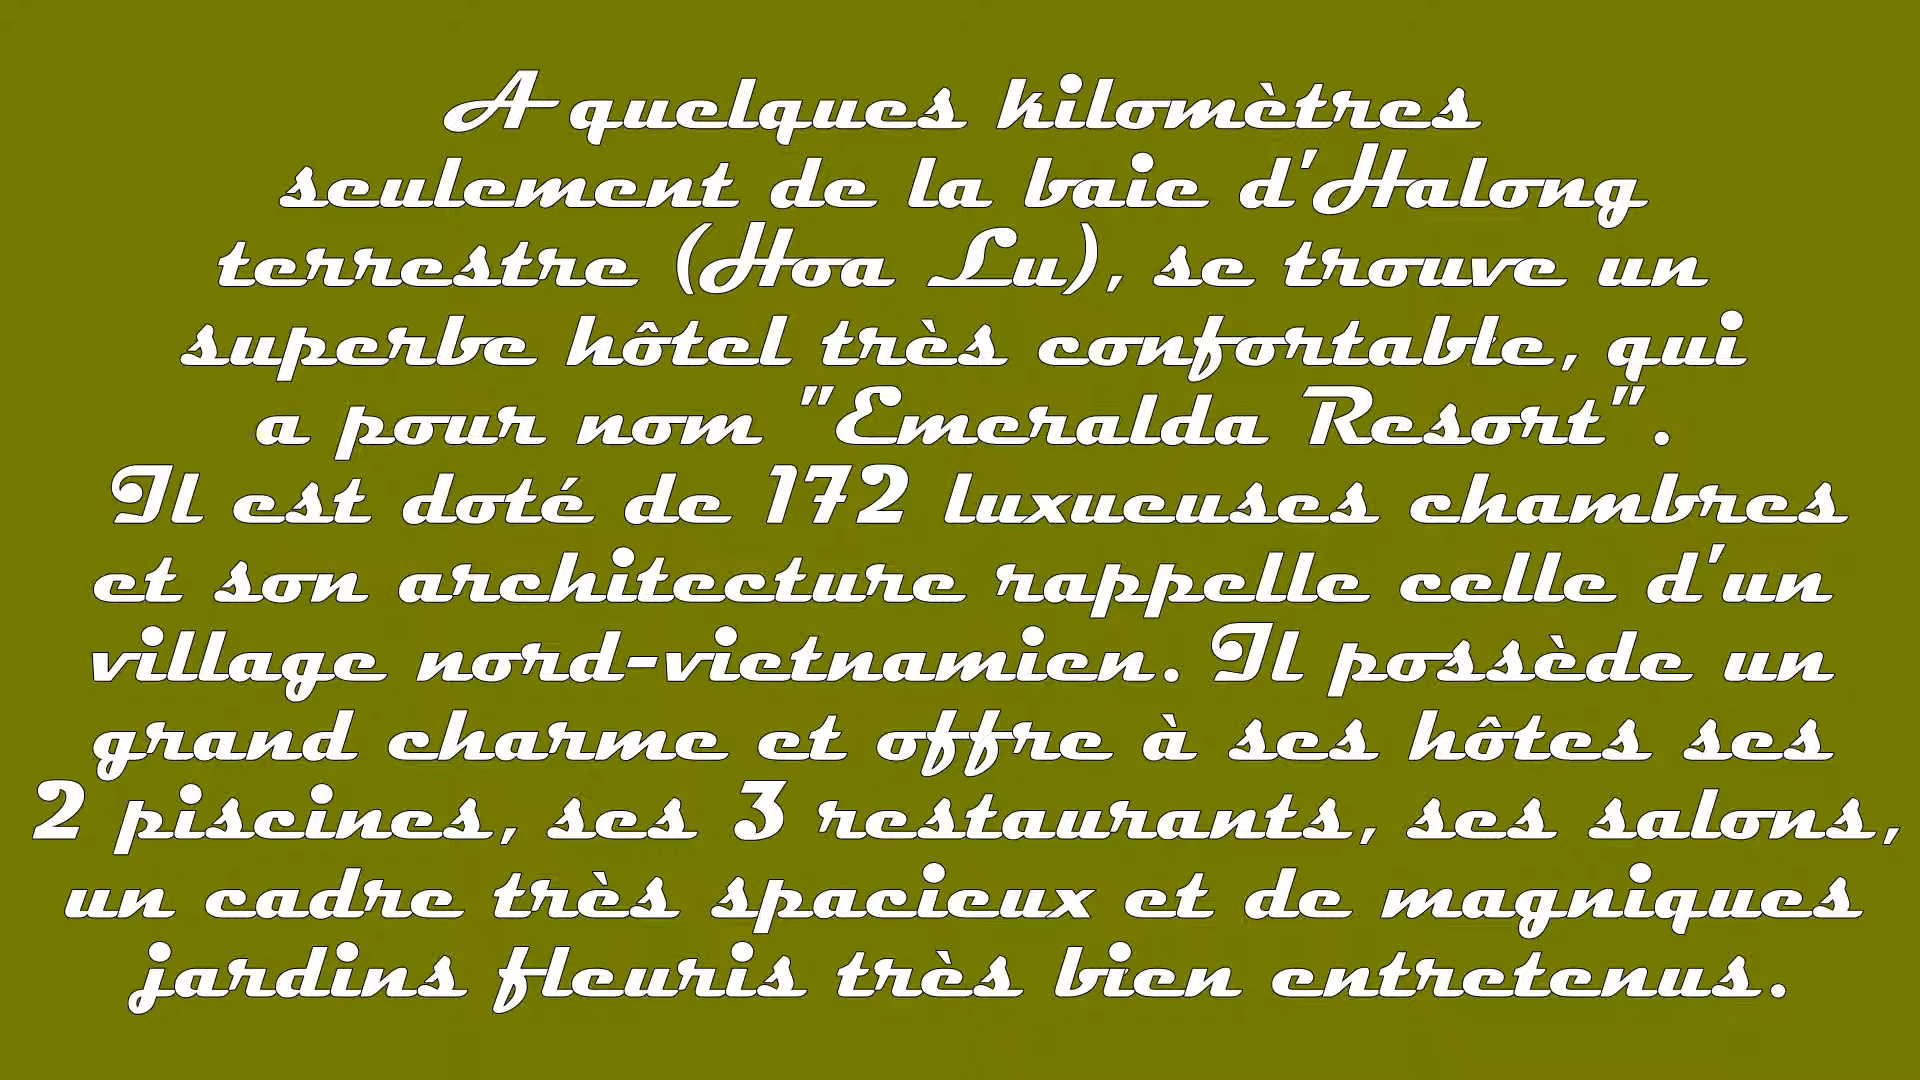 A quelques kilomètres
seulement de la baie d'Halong
terrestre (Hoa Lu), se trouve un
superbe hôtel très confortable, qui
a pour nom "Emeralda Resort".
Il est doté de 172 luxueuses chambres
et son architecture rappelle celle d'un
village nord-vietnamien. Il possède un
grand charme et offre à ses hôtes ses
2 piscines, ses 3 restaurants, ses salons,
un cadre très spacieux et de magniques
jardins fleuris très bien entretenus.